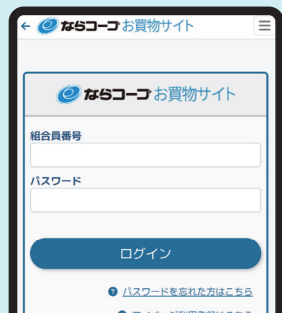 ← ならコープお買物サイト
ならコープお買物サイト
組合員番号
パスワード
ログイン
? パスワードを忘れた方はこちら